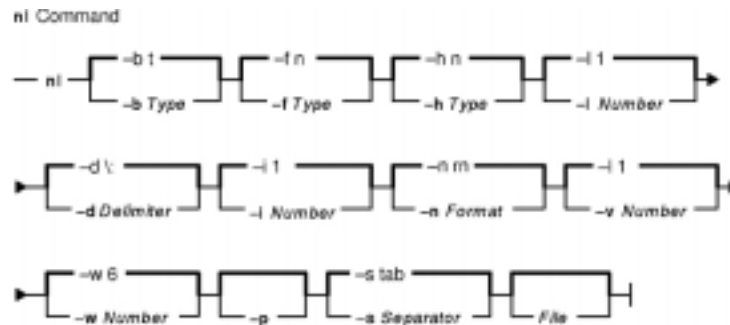 nl Command
–b t –f n –h n –l 1
nl
–b Type –f Type –h Type –l Number
–d \: –i 1 –n rn –i 1
–d Delimiter –i Number –n Format –v Number
–w 6 –s tab
–w Number –p –s Separator File